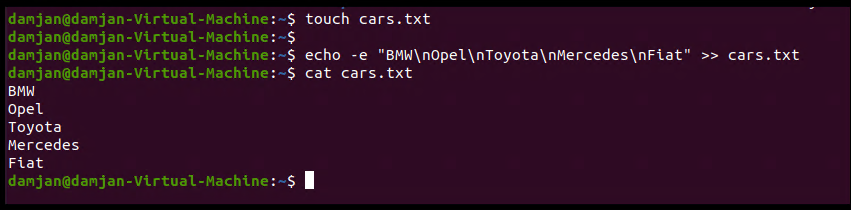 damjan@damjan-Virtual-Machine:~$ touch cars.txt
damjan@damjan-Virtual-Machine:~$
damjan@damjan-Virtual-Machine:~$ echo -e "BMW\nOpel\nToyota\nMercedes\nFiat" >> cars.txt
damjan@damjan-Virtual-Machine:~$ cat cars.txt
BMW
Opel
Toyota
Mercedes
Fiat
damjan@damjan-Virtual-Machine:~$